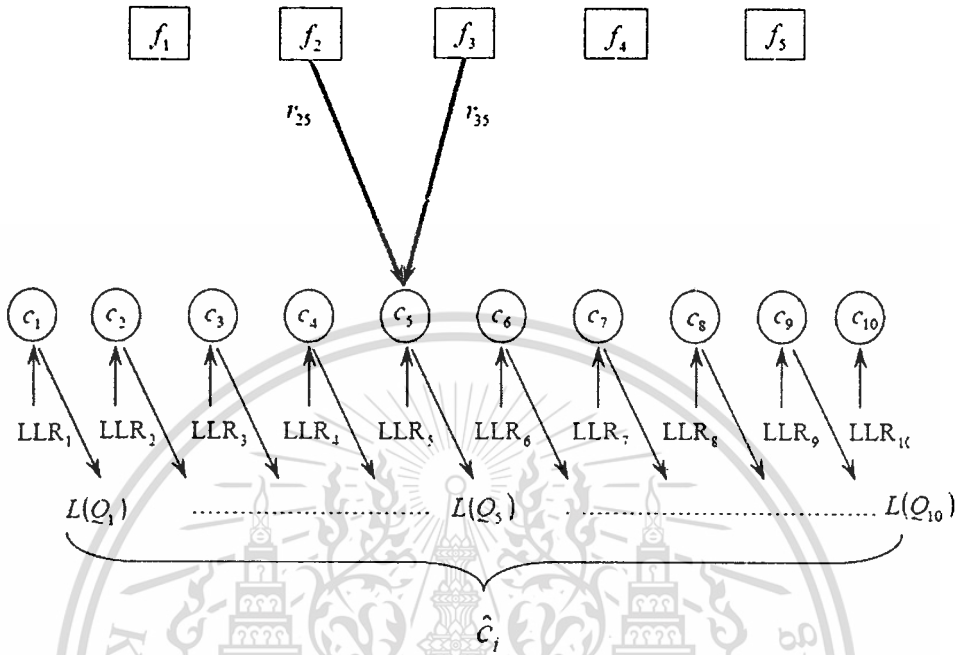 f₁ f₂ f₃ f₄ f₅
r₂₅ r₃₅
c₁ c₂ c₃ c₄ c₅ c₆ c₇ c₈ c₉ c₁₀
LLR₁ LLR₂ LLR₃ LLR₄ LLR₅ LLR₆ LLR₇ LLR₈ LLR₉ LLR₁₀
L(Q₁) ........................ L(Q₅) ........................ L(Q₁₀)
ĉᵢ
K g